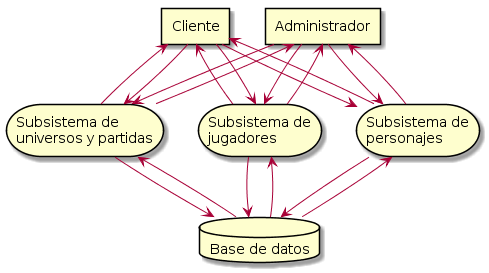 Cliente
Administrador
Subsistema de
universos y partidas
Subsistema de
jugadores
Subsistema de
personajes
Base de datos